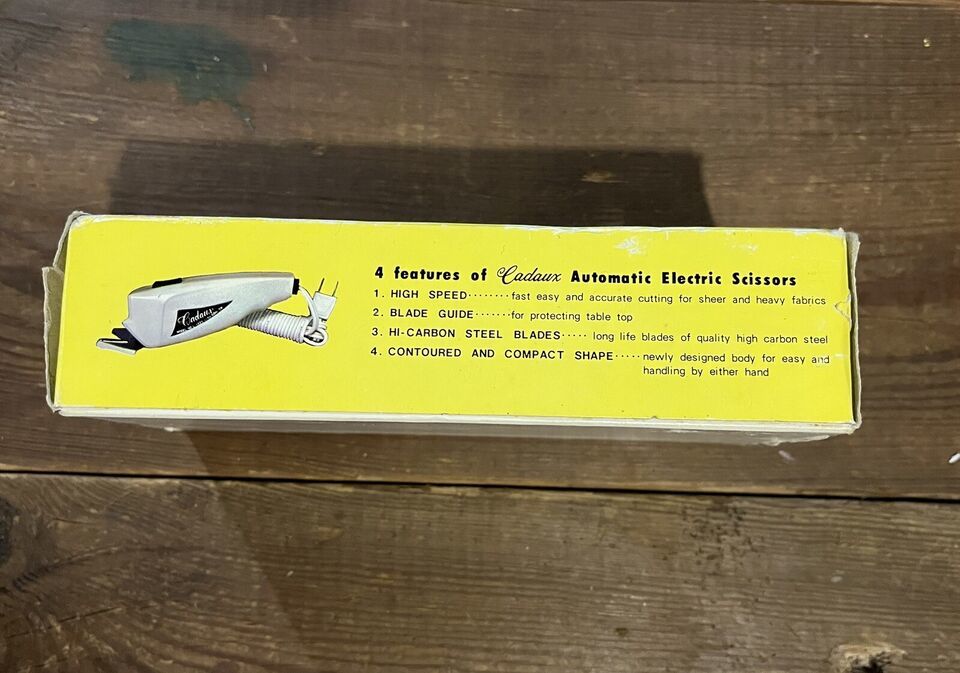 4 features of Cadaux Automatic Electric Scissors
1. HIGH SPEED········fast easy and accurate cutting for sheer and heavy fabrics
2. BLADE GUIDE·······for protecting table top
3. HI-CARBON STEEL BLADES····· long life blades of quality high carbon steel
4. CONTOURED AND COMPACT SHAPE·····newly designed body for easy and
handling by either hand
Cadaux